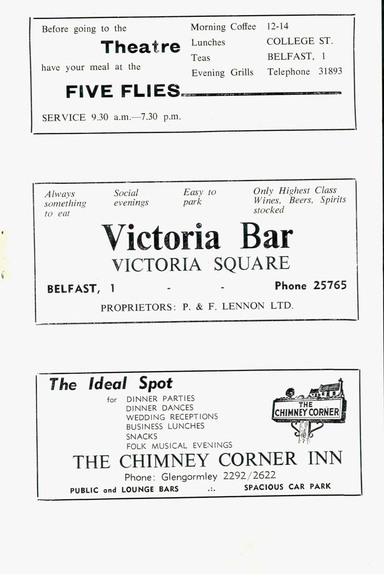 Before going to the
Theatre
have your meal at the
FIVE FLIES
SERVICE 9.30 a.m.—7.30 p.m.
Morning Coffee
Lunches
Teas
Evening Grills
12-14
COLLEGE ST.
BELFAST, 1
Telephone 31893
Always something to eat
Social evenings
Easy to park
Only Highest Class Wines, Beers, Spirits stocked
Victoria Bar
VICTORIA SQUARE
BELFAST, 1 - - Phone 25765
PROPRIETORS: P. & F. LENNON LTD.
The Ideal Spot
for DINNER PARTIES
DINNER DANCES
WEDDING RECEPTIONS
BUSINESS LUNCHES
SNACKS
FOLK MUSICAL EVENINGS
THE
CHIMNEY CORNER
THE CHIMNEY CORNER INN
Phone: Glengormley 2292/2622
PUBLIC and LOUNGE BARS .:. SPACIOUS CAR PARK